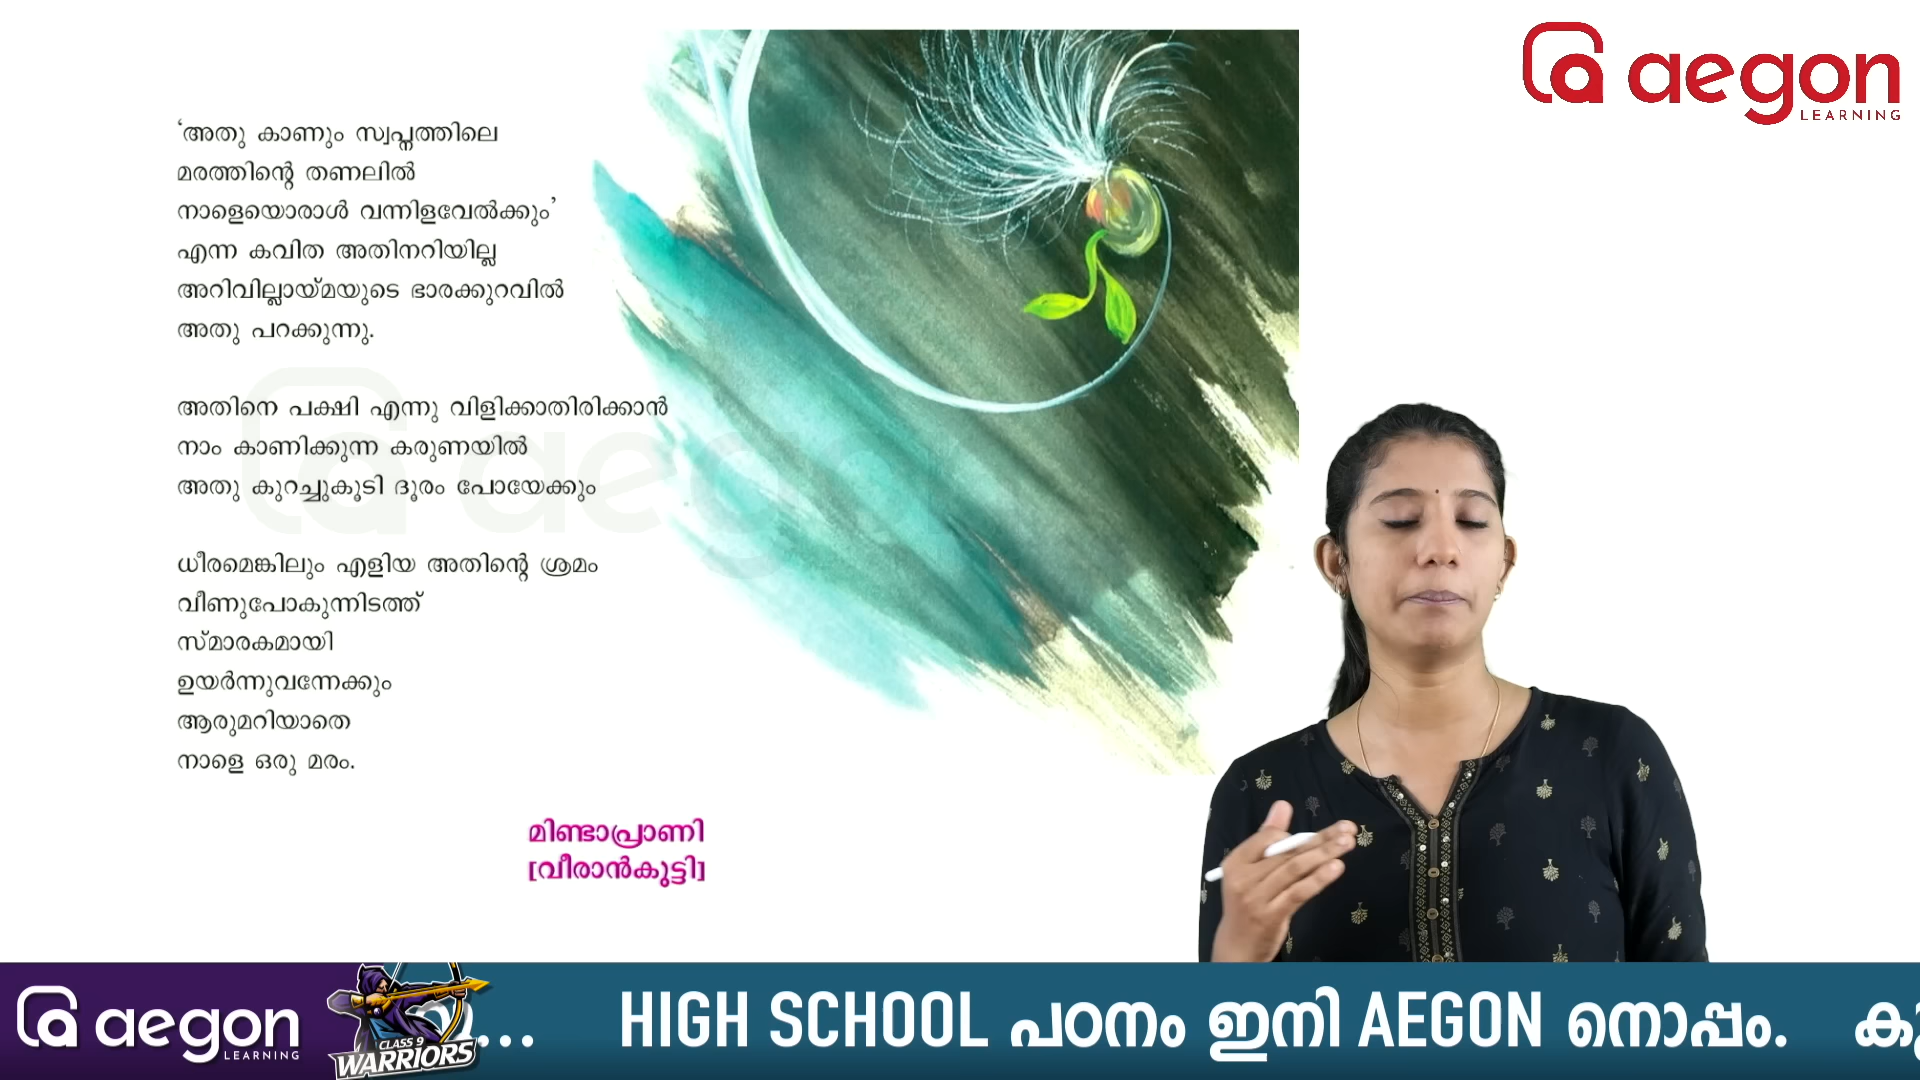 aegon
LEARNING
‘അതു കാണും സ്വപ്നത്തിലെ
മരത്തിന്റെ തണലിൽ
നാളെയൊരാൾ വന്നിളവേൽക്കും’
എന്ന കവിത അതിനറിയില്ല
അറിവില്ലായ്മയുടെ ഭാരക്കുറവിൽ
അതു പറക്കുന്നു.
അതിനെ പക്ഷി എന്നു വിളിക്കാതിരിക്കാൻ
നാം കാണിക്കുന്ന കരുണയിൽ
അതു കുറച്ചുകൂടി ദൂരം പോയേക്കും
ധീരമെങ്കിലും എളിയ അതിന്റെ ശ്രമം
വീണുപോകുന്നിടത്ത്
സ്മാരകമായി
ഉയർന്നുവന്നേക്കും
ആരുമറിയാതെ
നാളെ ഒരു മരം.
മിണ്ടാപ്രാണി
[വീരാൻകുട്ടി]
aegon
aegon
LEARNING
CLASS 9
WARRIORS
... HIGH SCHOOL പഠനം ഇനി AEGON നൊപ്പം.